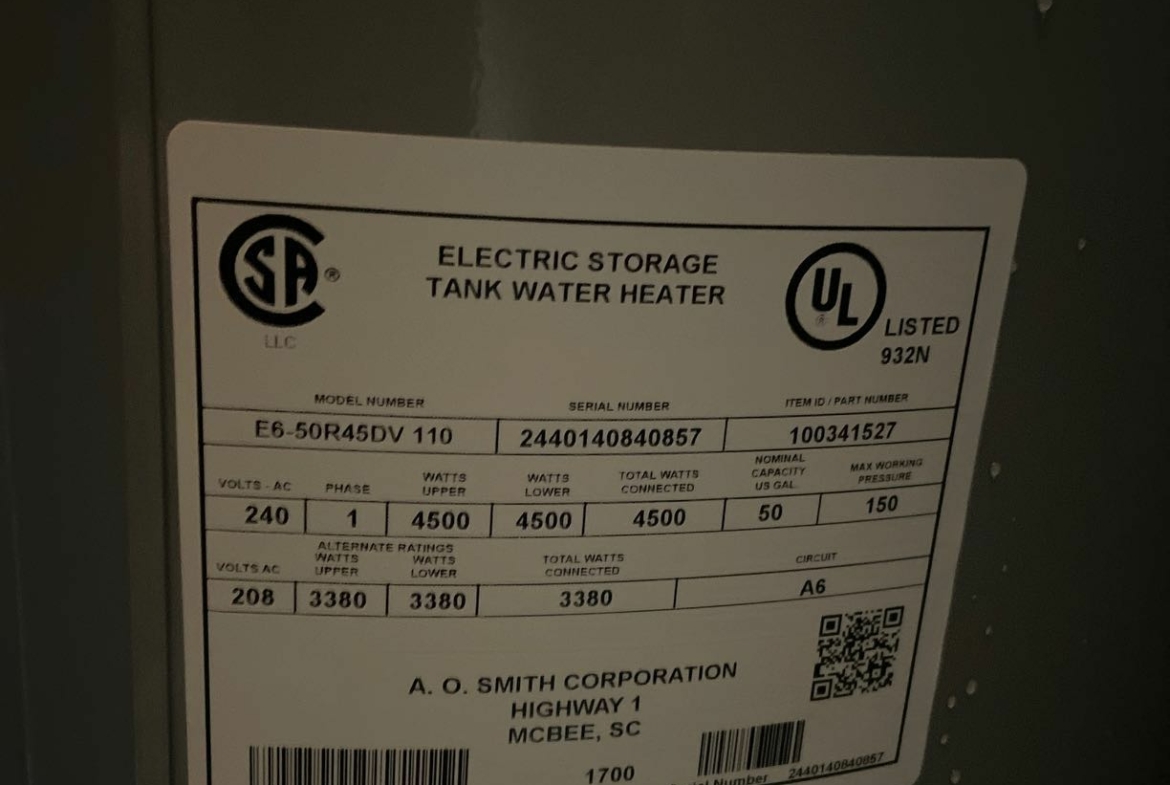 CSA ®
LLC
ELECTRIC STORAGE
TANK WATER HEATER
UL ®
LISTED
932N
MODEL NUMBER SERIAL NUMBER ITEM ID / PART NUMBER
E6-50R45DV 110 2440140840857 100341527
VOLTS - AC PHASE WATTS UPPER WATTS LOWER TOTAL WATTS CONNECTED NOMINAL CAPACITY US GAL. MAX WORKING PRESSURE
240 1 4500 4500 4500 50 150
ALTERNATE RATINGS
VOLTS AC WATTS UPPER WATTS LOWER TOTAL WATTS CONNECTED CIRCUIT
208 3380 3380 3380 A6
A. O. SMITH CORPORATION
HIGHWAY 1
MCBEE, SC
1700
Serial Number 2440140840857